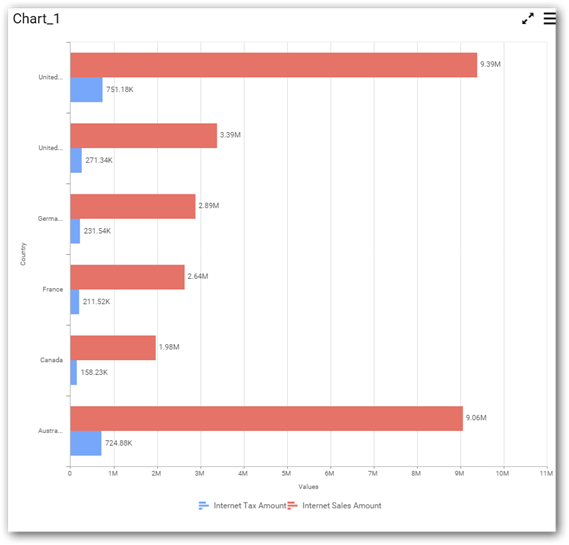 Chart_1
United...
9.39M
751.18K
United...
3.39M
271.34K
Germa...
2.89M
231.54K
Country
France
2.64M
211.52K
Canada
1.98M
158.23K
Austra...
9.06M
724.88K
0 1M 2M 3M 4M 5M 6M 7M 8M 9M 10M 11M
Values
Internet Tax Amount Internet Sales Amount